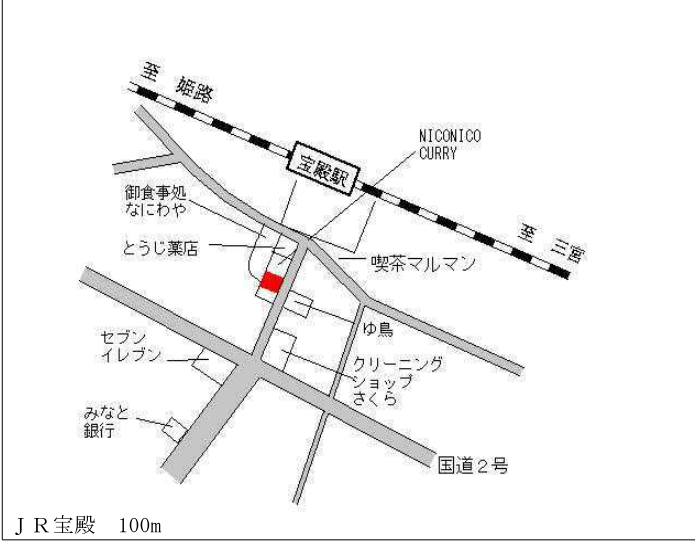 至　姫路
宝殿駅
NICONICO
CURRY
至　三宮
御食事処
なにわや
とうじ薬店
喫茶マルマン
ゆ鳥
セブン
イレブン
クリーニング
ショップ
さくら
みなと
銀行
国道２号
ＪＲ宝殿　100m